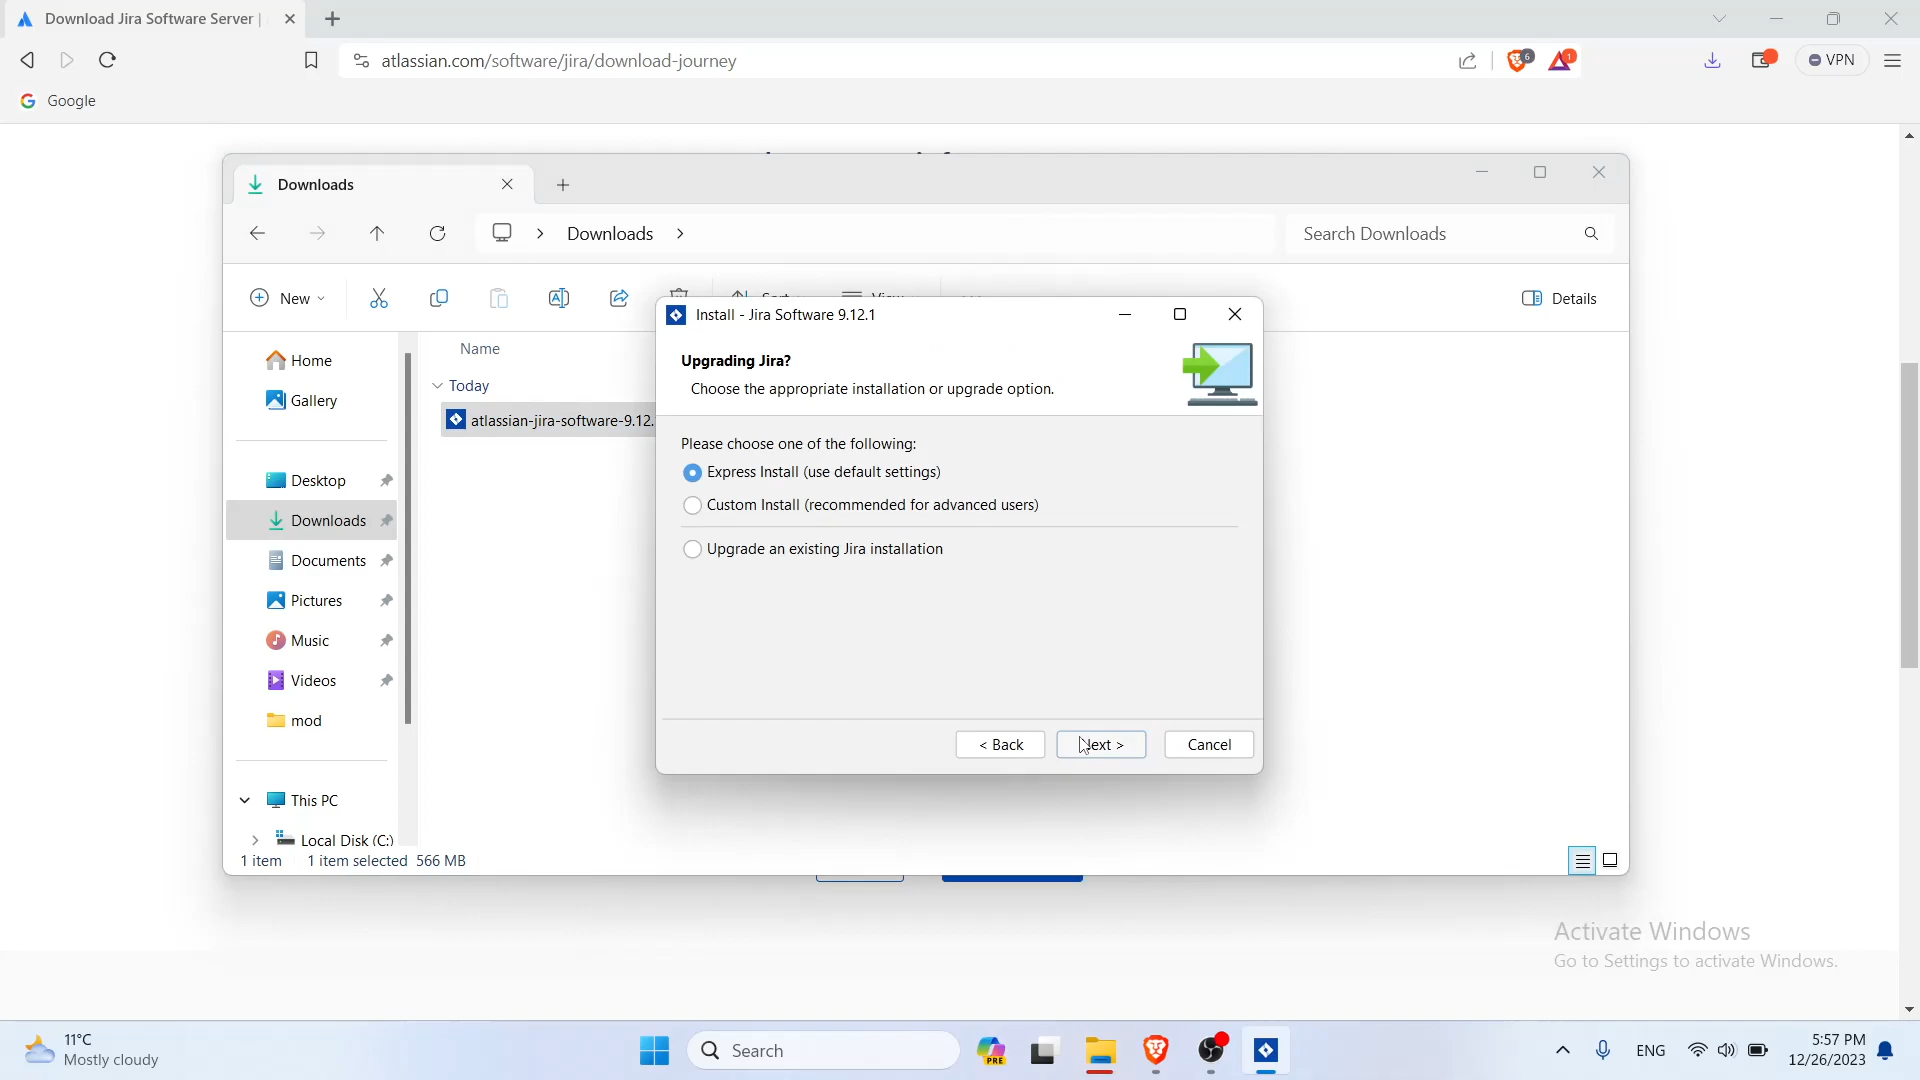 Download Jira Software Server |
atlassian.com/software/jira/download-journey
6
1
VPN
Google
Downloads
Downloads
Search Downloads
New
Details
Install - Jira Software 9.12.1
Home
Gallery
Desktop
Downloads
Documents
Pictures
Music
Videos
mod
This PC
Local Disk (C:)
Name
Today
atlassian-jira-software-9.12.
Upgrading Jira?
Choose the appropriate installation or upgrade option.
Please choose one of the following:
Express Install (use default settings)
Custom Install (recommended for advanced users)
Upgrade an existing Jira installation
< Back
Next >
Cancel
1 item
1 item selected 566 MB
Activate Windows
Go to Settings to activate Windows.
11°C
Mostly cloudy
Search
PRE
ENG
5:57 PM
12/26/2023